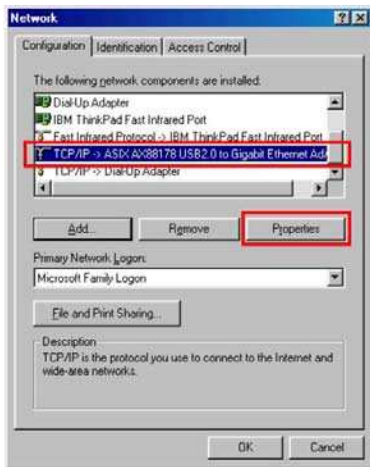 Network
Configuration Identification Access Control
The following network components are installed:
Dial-Up Adapter
IBM ThinkPad Fast Infrared Port
Fast Infrared Protocol -> IBM ThinkPad Fast Infrared Port
TCP/IP -> ASIX AX88178 USB2.0 to Gigabit Ethernet Ada
TCP/IP -> Dial-Up Adapter
Add... Remove Properties
Primary Network Logon:
Microsoft Family Logon
File and Print Sharing...
Description
TCP/IP is the protocol you use to connect to the Internet and
wide-area networks.
OK Cancel